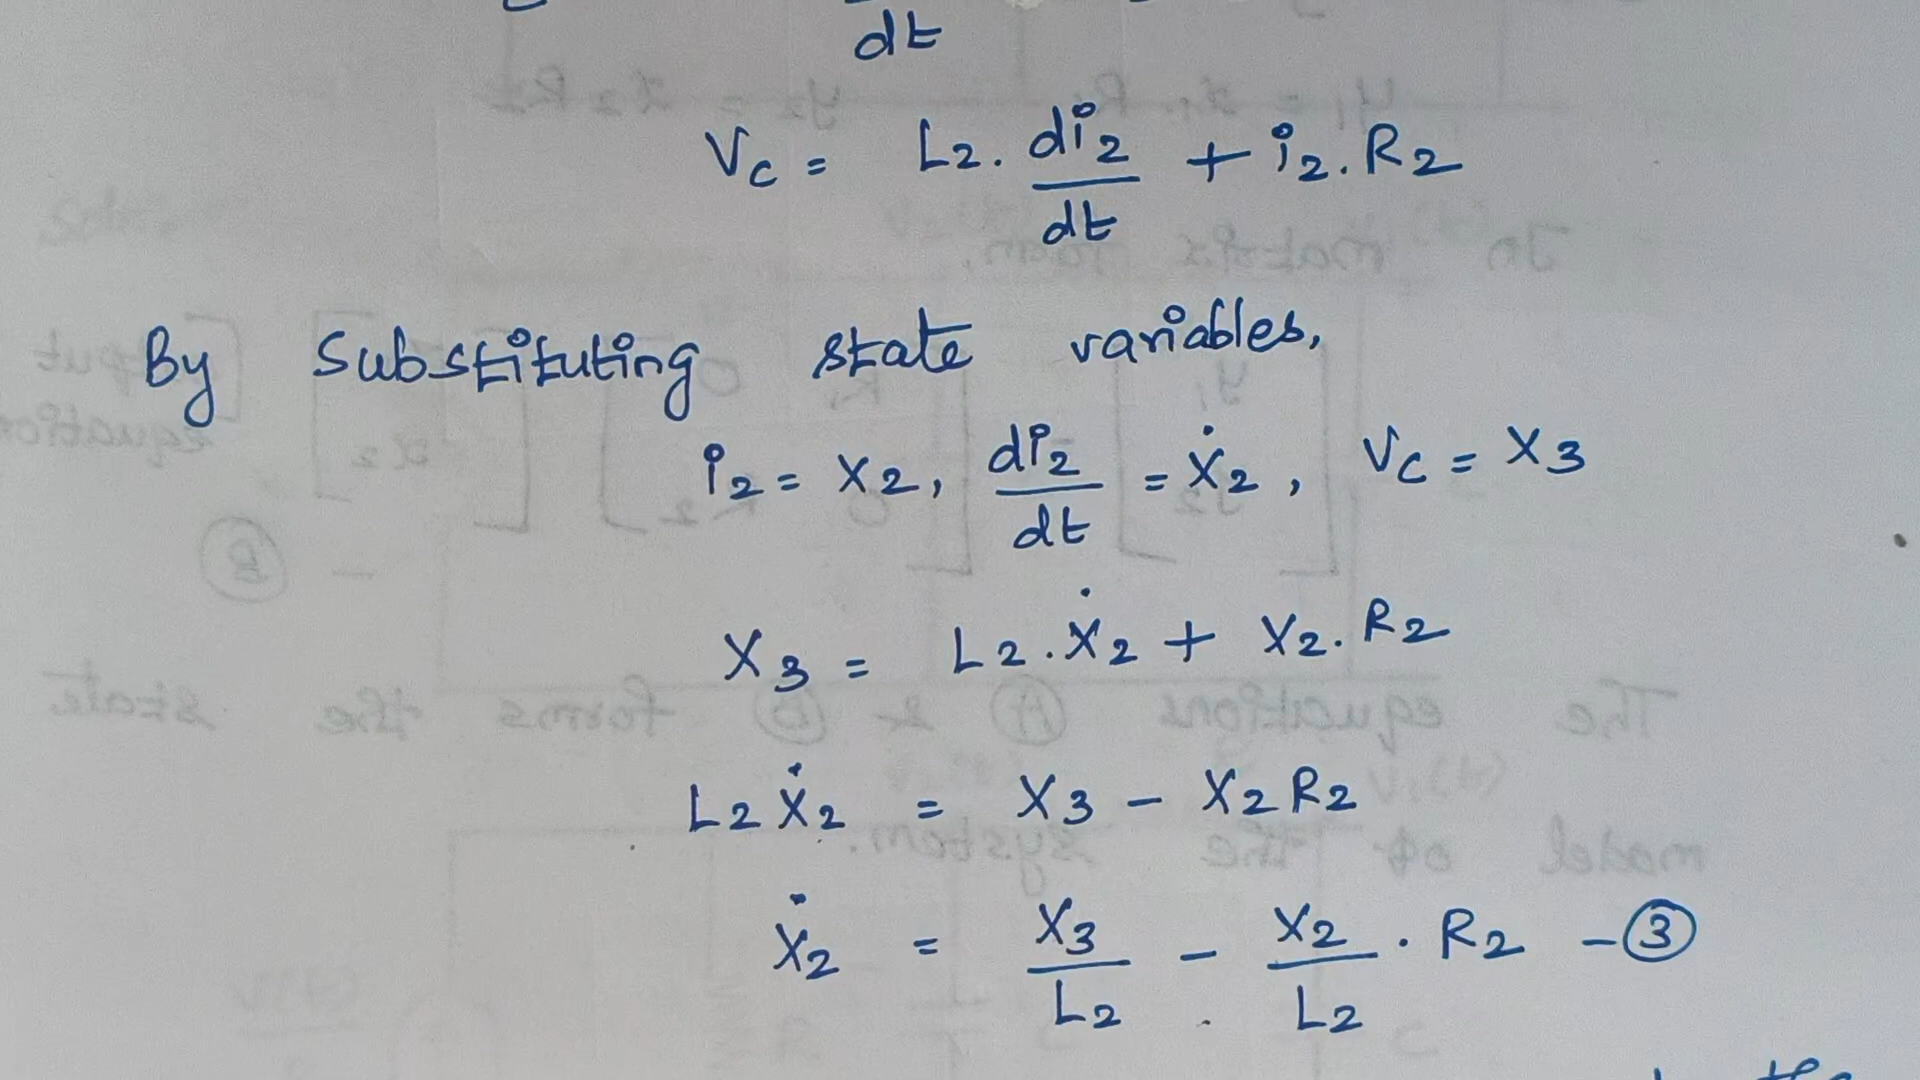 dt
Vc = L2. di2/dt + i2. R2
By Substituting state variables,
i2 = X2, di2/dt = Ẋ2, Vc = X3
X3 = L2.Ẋ2 + X2. R2
L2 Ẋ2 = X3 - X2 R2
Ẋ2 = X3/L2 - X2/L2 . R2 - ③